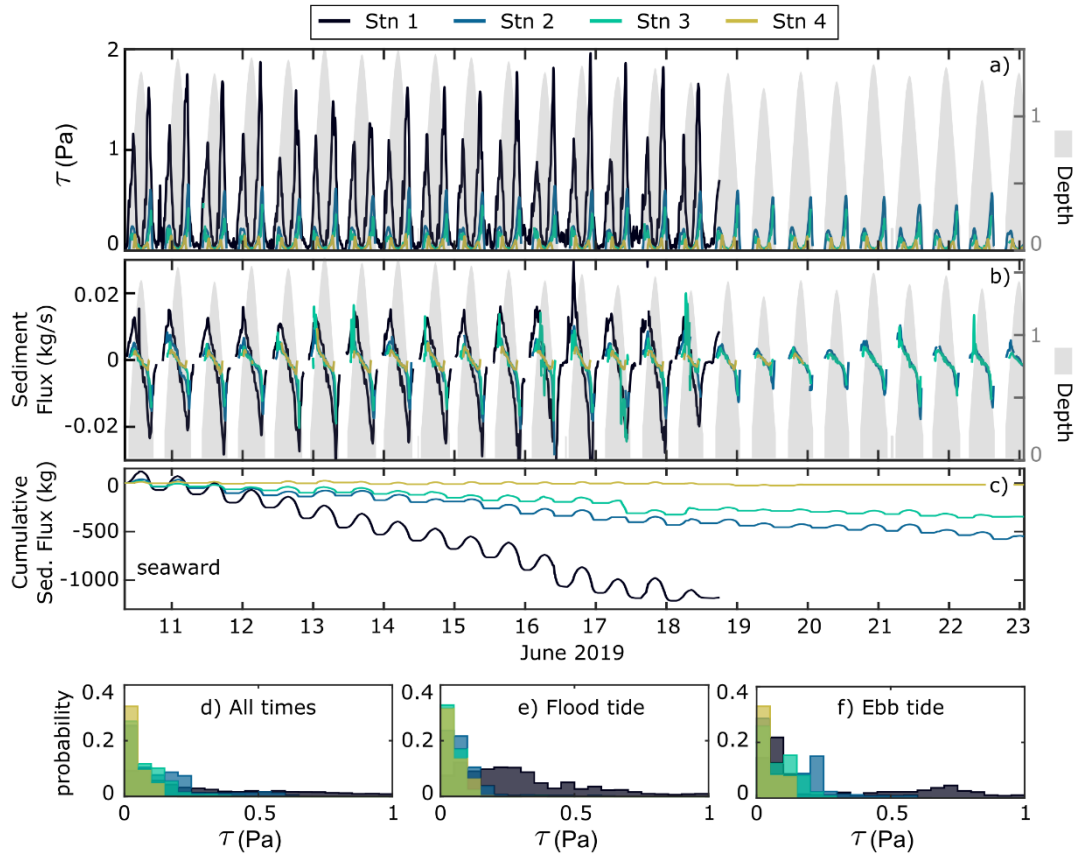 Stn 1 Stn 2 Stn 3 Stn 4
a)
2
1
0
τ (Pa)
1
0
Depth
b)
0.02
0
-0.02
Sediment
Flux (kg/s)
1
0
Depth
c)
0
-500
-1000
Cumulative
Sed. Flux (kg)
seaward
11 12 13 14 15 16 17 18 19 20 21 22 23
June 2019
probability
0.4
0.2
0
d) All times
0 0.5 1
τ (Pa)
0.4
0.2
0
e) Flood tide
0 0.5 1
τ (Pa)
0.4
0.2
0
f) Ebb tide
0 0.5 1
τ (Pa)